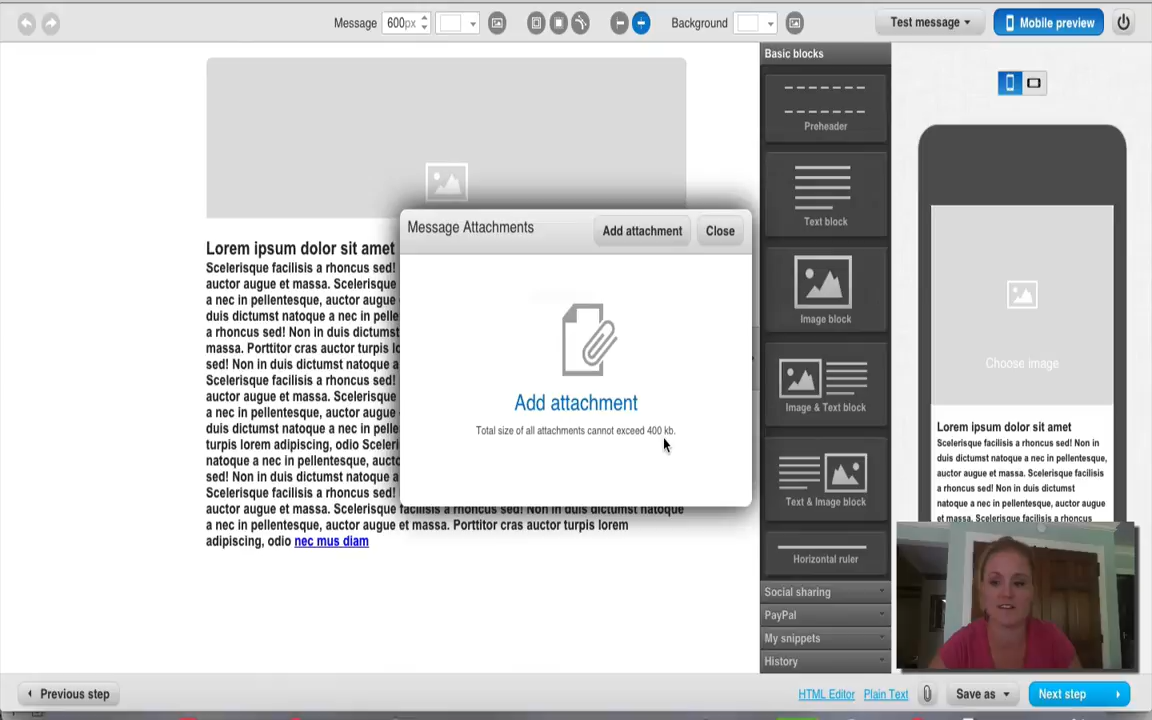 Message 600px Background Test message Mobile preview
Basic blocks
Preheader
Text block
Image block
Image & Text block
Text & Image block
Horizontal ruler
Social sharing
PayPal
My snippets
History
Message Attachments Add attachment Close
Add attachment
Total size of all attachments cannot exceed 400 kb.
Lorem ipsum dolor sit amet
Scelerisque facilisis a rhoncus sed!
auctor augue et massa. Scelerisque
a nec in pellentesque, auctor augue
duis dictumst natoque a nec in pell
a rhoncus sed! Non in duis dictumst
massa. Porttitor cras auctor turpis lo
sed! Non in duis dictumst natoque a
Scelerisque facilisis a rhoncus sed!
auctor augue et massa. Scelerisque
a nec in pellentesque, auctor augue
duis dictumst natoque a nec in pell
turpis lorem adipiscing, odio Sceler
natoque a nec in pellentesque, aucto
sed! Non in duis dictumst natoque a
Scelerisque facilisis a rhoncus sed!
auctor augue et massa. Scelerisque facilisis a rhoncus sed! Non in duis dictumst natoque
a nec in pellentesque, auctor augue et massa. Porttitor cras auctor turpis lorem
adipiscing, odio nec mus diam
Choose image
Lorem ipsum dolor sit amet
Scelerisque facilisis a rhoncus sed! Non in
duis dictumst natoque a nec in pellentesque,
auctor augue et massa. Scelerisque facilisis
a rhoncus sed! Non in duis dictumst
natoque a nec in pellentesque, auctor augue
et massa. Porttitor cras auctor turpis lorem
Previous step HTML Editor Plain Text Save as Next step